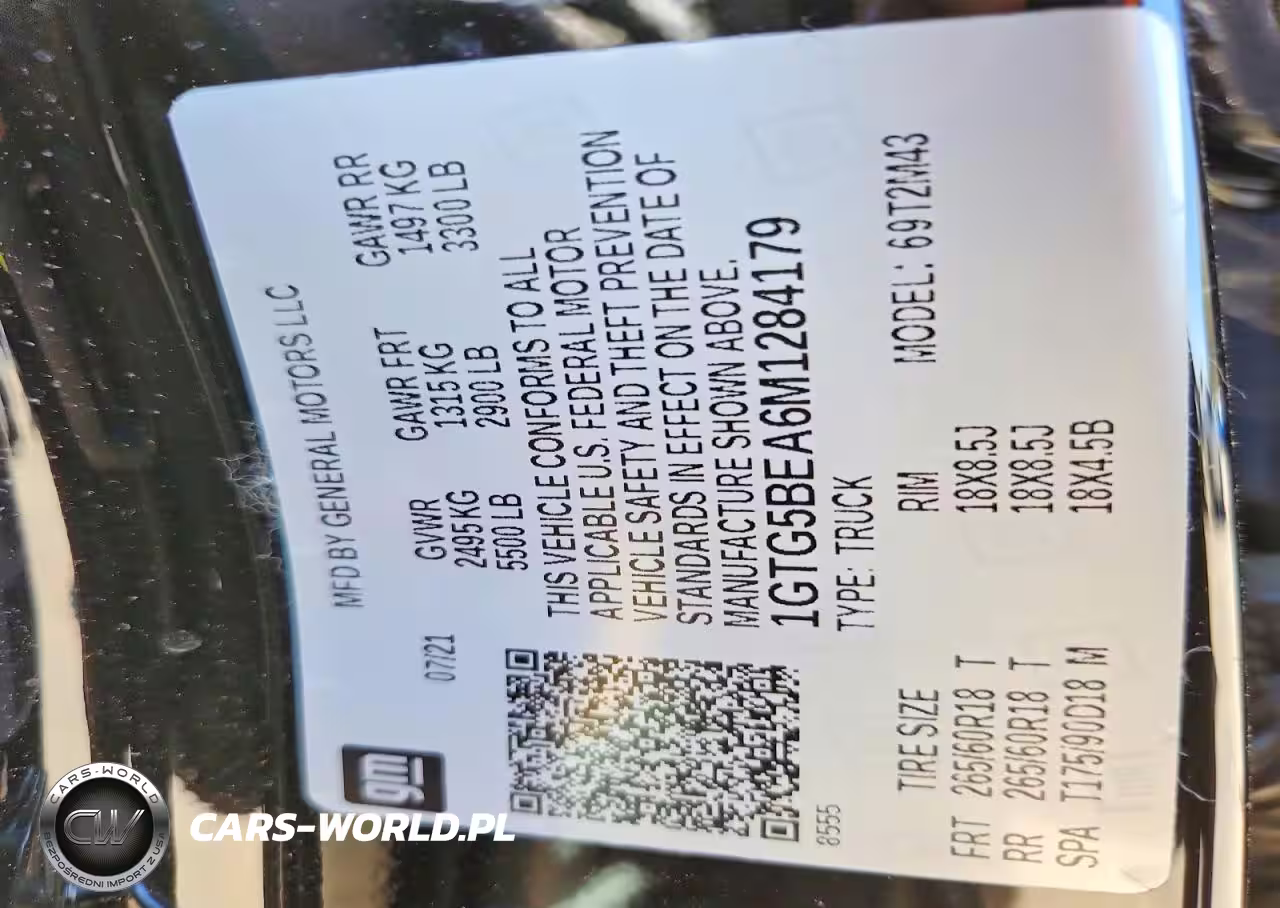 gm
MFD BY GENERAL MOTORS LLC
07/21
GVWR GAWR FRT GAWR RR
2495 KG 1315 KG 1497 KG
5500 LB 2900 LB 3300 LB
THIS VEHICLE CONFORMS TO ALL
APPLICABLE U.S. FEDERAL MOTOR
VEHICLE SAFETY AND THEFT PREVENTION
STANDARDS IN EFFECT ON THE DATE OF
MANUFACTURE SHOWN ABOVE.
1GTG5BEA6M1284179
8555
TYPE: TRUCK
MODEL: 69T2M43
TIRE SIZE RIM
FRT 265/60R18 T 18X8.5J
RR 265/60R18 T 18X8.5J
SPA T175/90D18 M 18X4.5B
CARS-WORLD
CW
BEZPOŚREDNI IMPORT Z USA
CARS-WORLD.PL